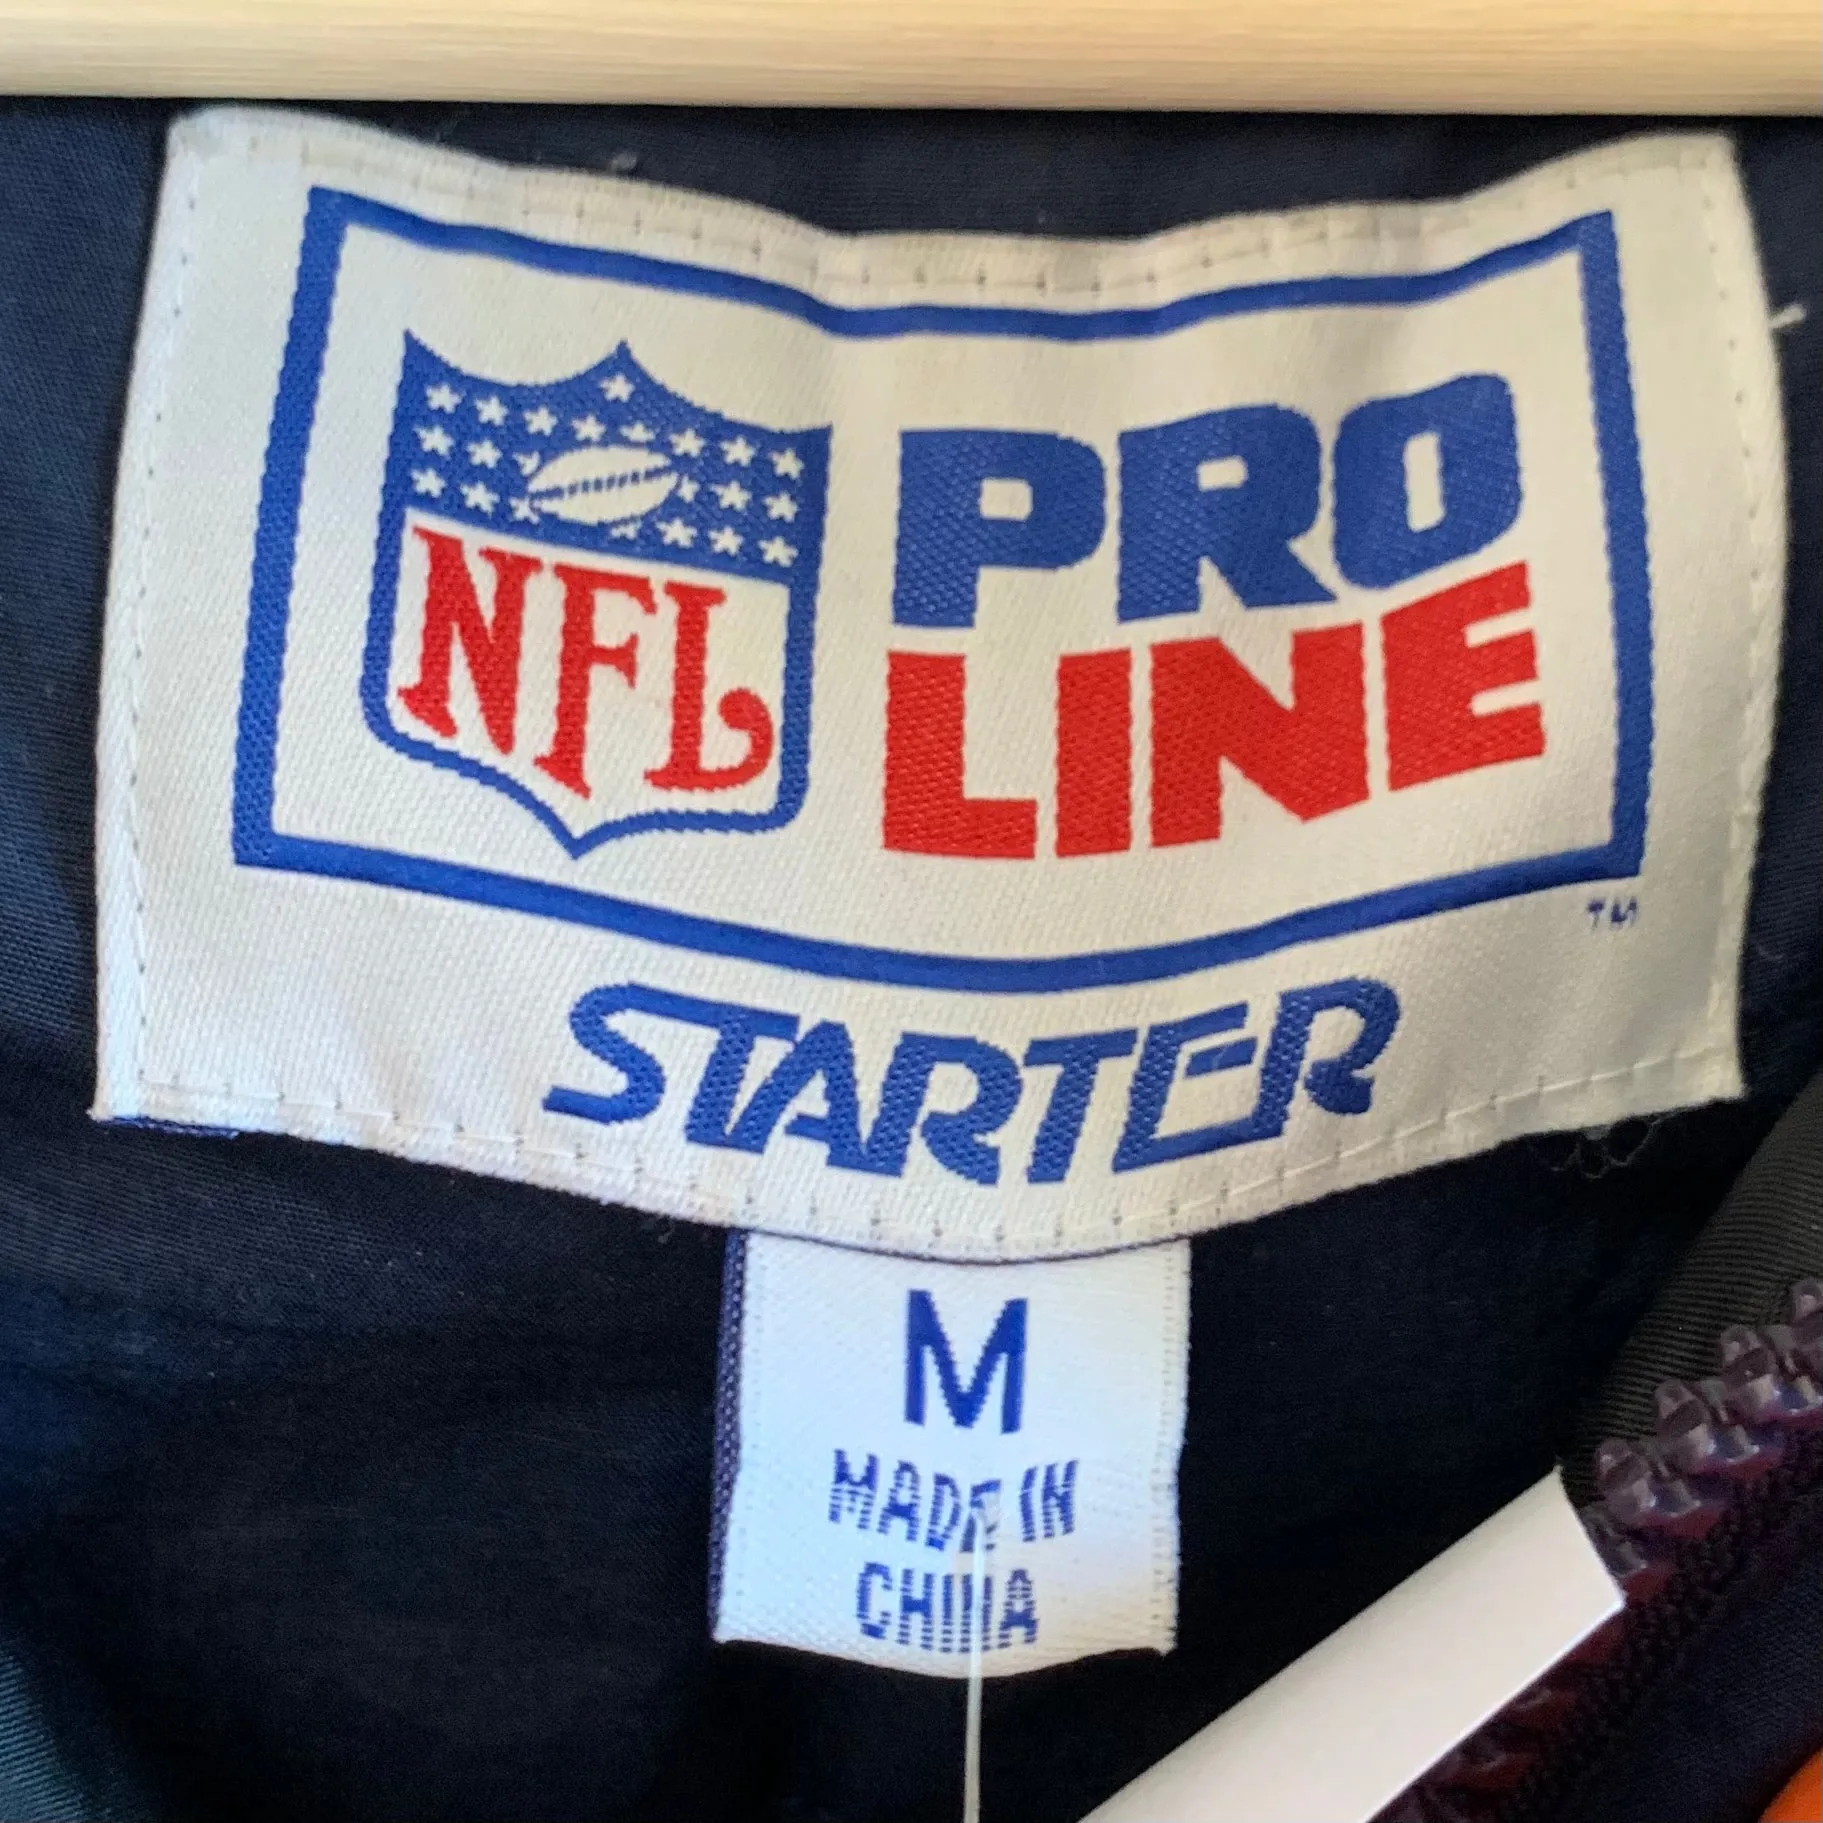 NFL
PRO
LINE
TM
STARTER
M
MADE IN
CHINA